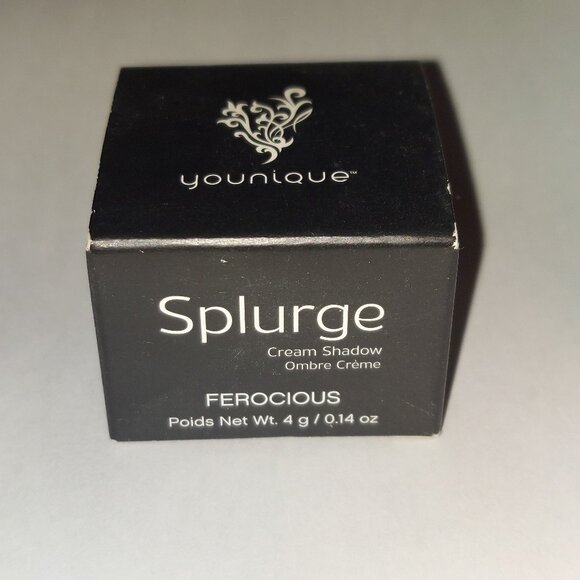 younique™
Splurge
Cream Shadow
Ombre Crème
FEROCIOUS
Poids Net Wt. 4 g / 0.14 oz